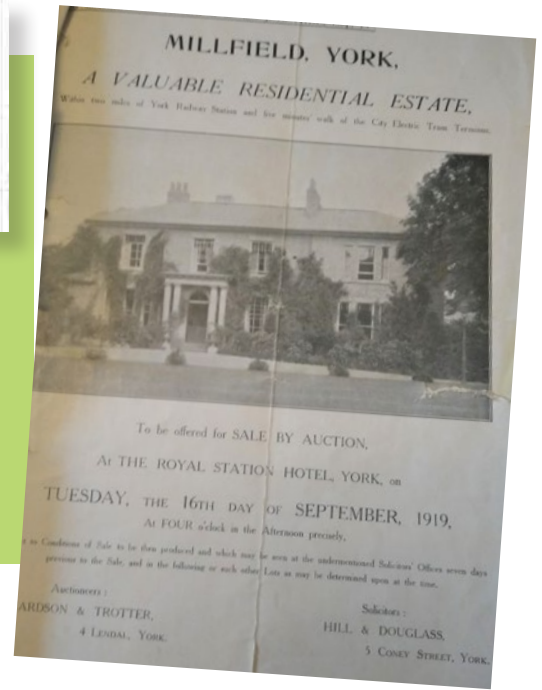 MILLFIELD, YORK,
A VALUABLE RESIDENTIAL ESTATE,
Within two miles of York Railway Station and five minutes' walk of the City Electric Tram Terminus.
To be offered for SALE BY AUCTION,
At THE ROYAL STATION HOTEL, YORK, on
TUESDAY, THE 16TH DAY OF SEPTEMBER, 1919,
At FOUR o'clock in the Afternoon precisely,
to Conditions of Sale to be then produced and which may be seen at the undermentioned Solicitors' Offices seven days
previous to the Sale, and in the following or such other Lots as may be determined upon at the time.
Auctioneers :
ARDSON & TROTTER,
4 LENDAL, YORK.
Solicitors :
HILL & DOUGLASS,
5 CONEY STREET, YORK.